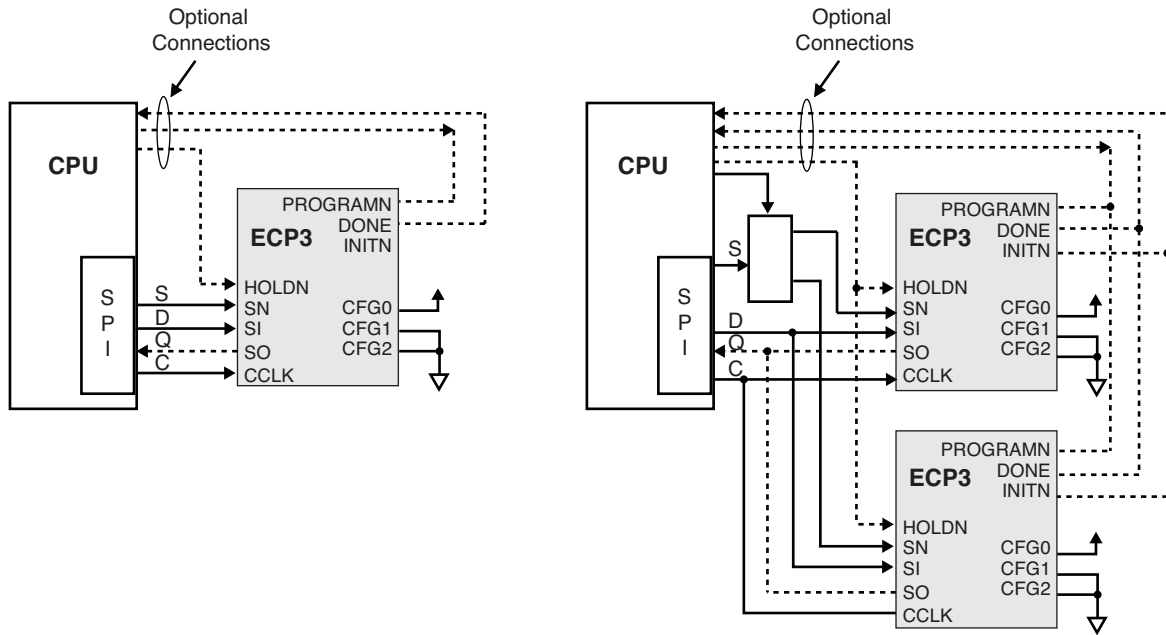 Optional
Connections
CPU
PROGRAMN
DONE
INITN
ECP3
S
P
I
S
D
Q
C
HOLDN
SN
SI
SO
CCLK
CFG0
CFG1
CFG2
Optional
Connections
CPU
S
P
I
S
D
Q
C
PROGRAMN
DONE
INITN
ECP3
HOLDN
SN
SI
SO
CCLK
CFG0
CFG1
CFG2
PROGRAMN
DONE
INITN
ECP3
HOLDN
SN
SI
SO
CCLK
CFG0
CFG1
CFG2